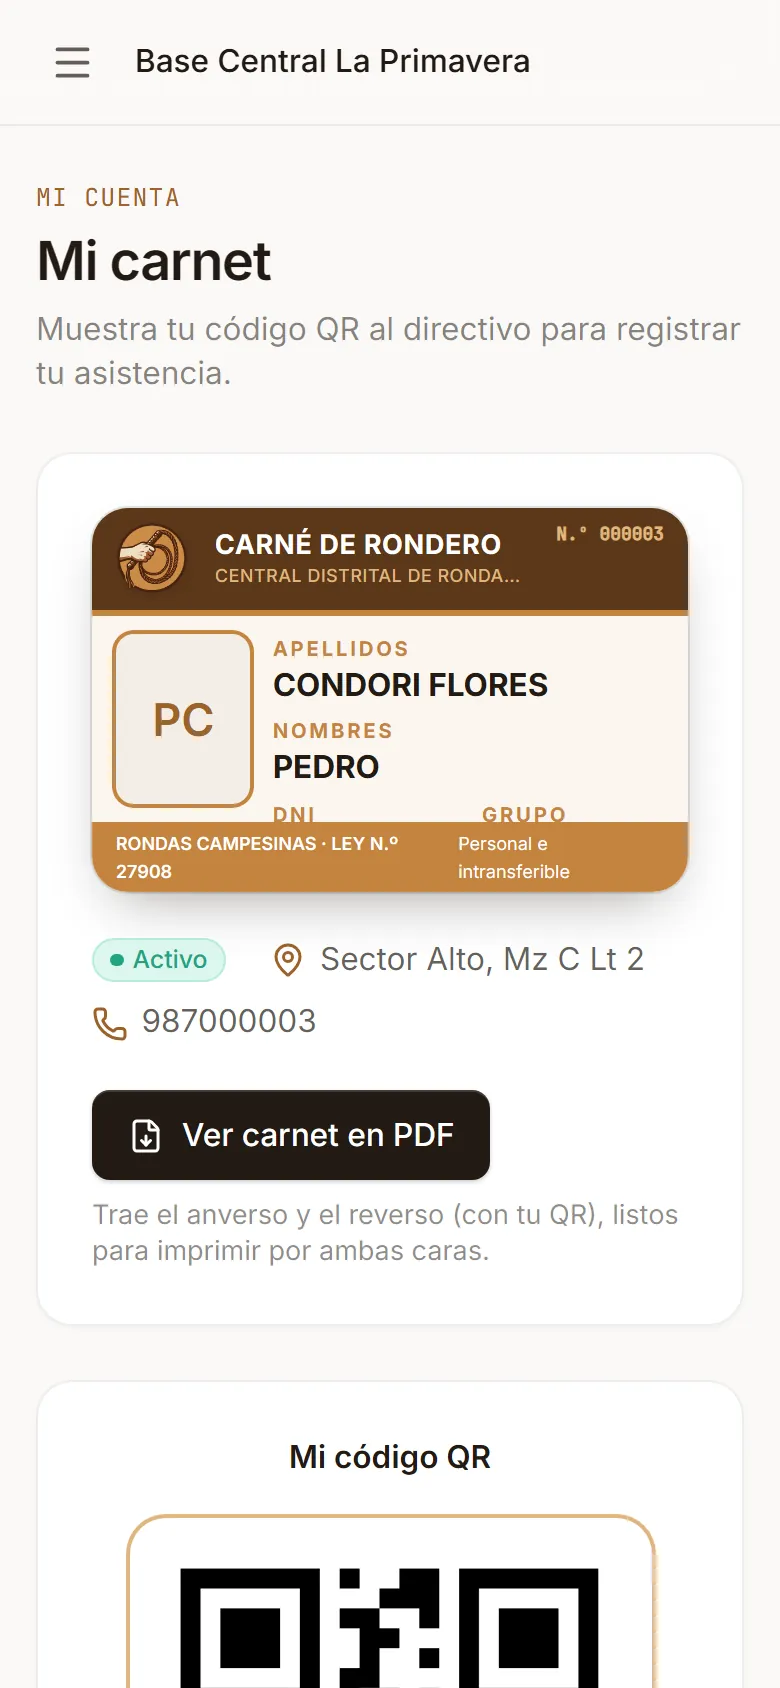 Base Central La Primavera
MI CUENTA
Mi carnet
Muestra tu código QR al directivo para registrar
tu asistencia.
CARNÉ DE RONDERO
N.° 000003
CENTRAL DISTRITAL DE RONDA...
APELLIDOS
CONDORI FLORES
PC
NOMBRES
PEDRO
DNI GRUPO
RONDAS CAMPESINAS · LEY N.º
27908
Personal e
intransferible
Activo
Sector Alto, Mz C Lt 2
987000003
Ver carnet en PDF
Trae el anverso y el reverso (con tu QR), listos
para imprimir por ambas caras.
Mi código QR